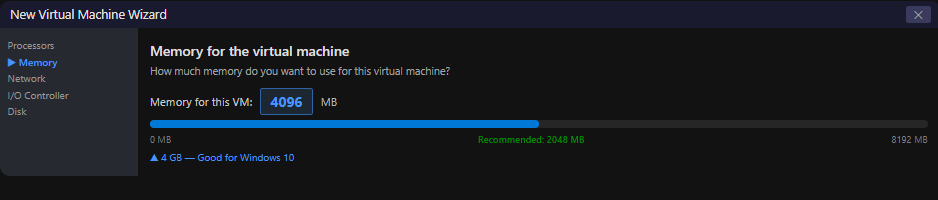 New Virtual Machine Wizard
Processors
▶ Memory
Network
I/O Controller
Disk
Memory for the virtual machine
How much memory do you want to use for this virtual machine?
Memory for this VM: 4096 MB
0 MB Recommended: 2048 MB 8192 MB
▲ 4 GB — Good for Windows 10